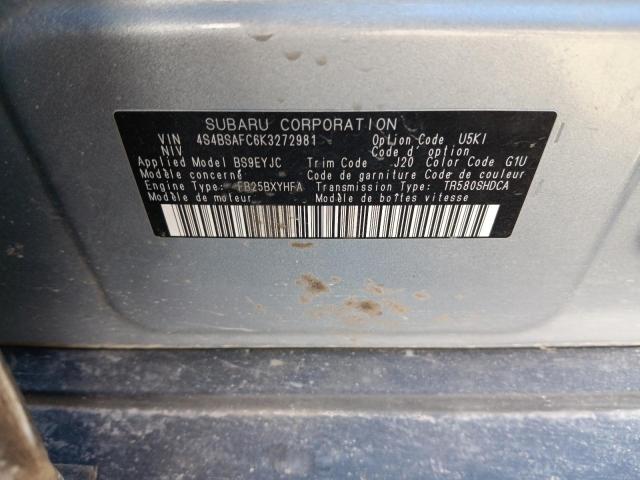 SUBARU CORPORATION
VIN 4S4BSAFC6K3272981 Option Code U5KI
NIV Code d' option
Applied Model BS9EYJC Trim Code J20 Color Code G1U
Modèle concerné Code de garniture Code de couleur
Engine Type: FB25BXYHFA Transmission Type: TR580SHDCA
Modèle de moteur Modèle de boîtes vitesse